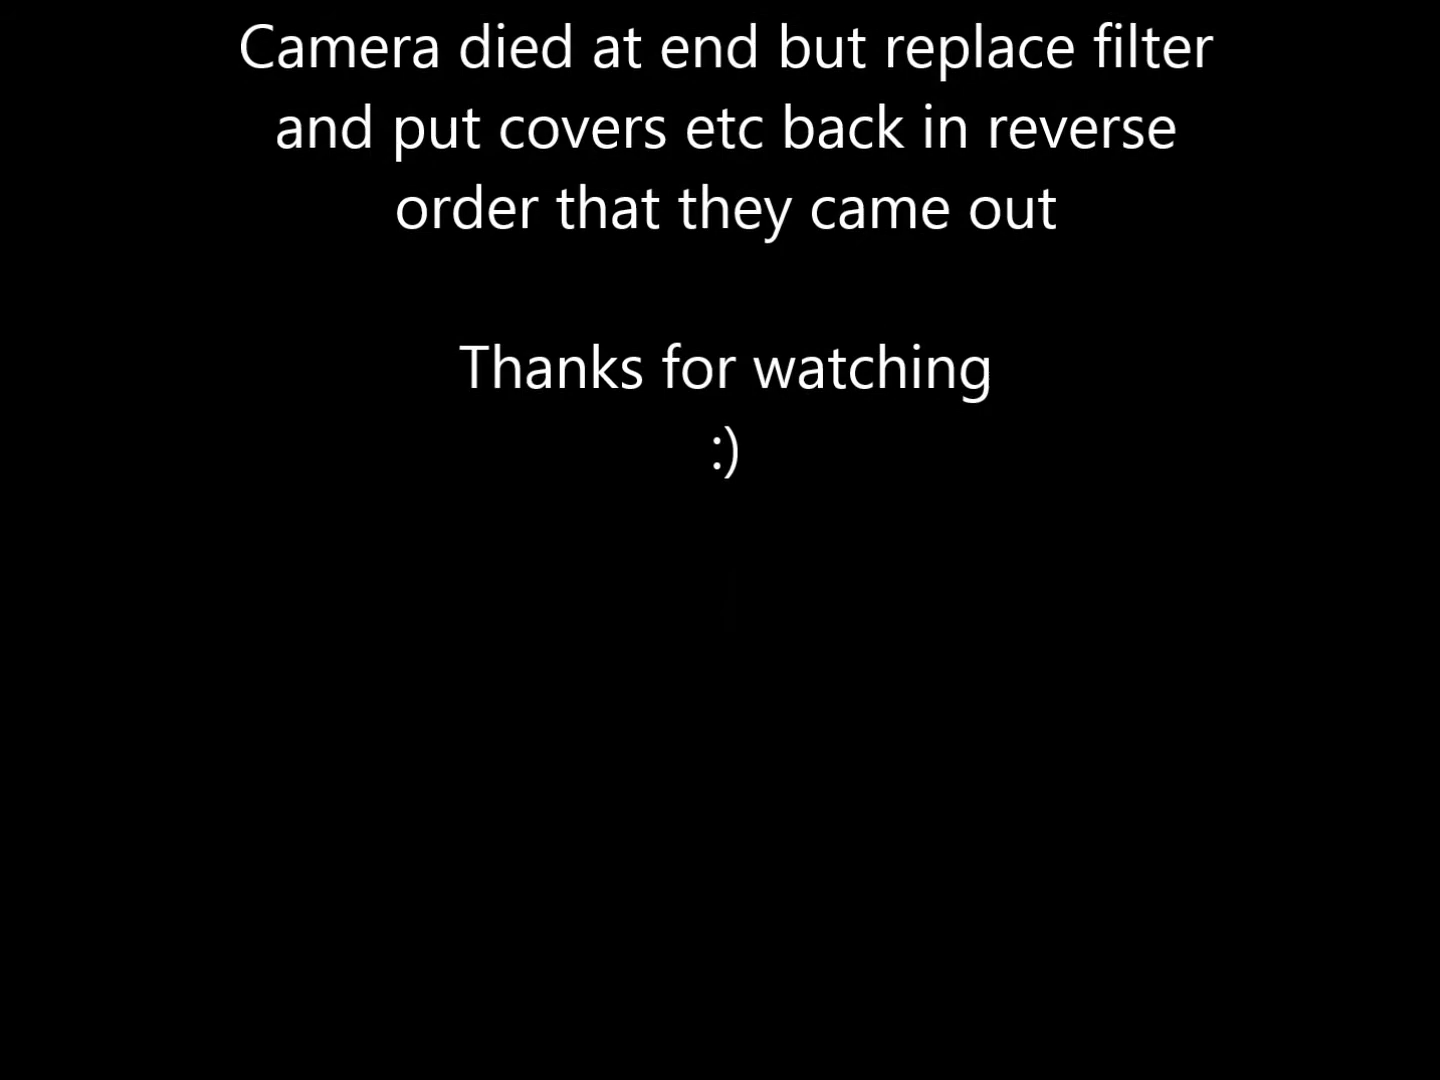 Camera died at end but replace filter
and put covers etc back in reverse
order that they came out
Thanks for watching
:)